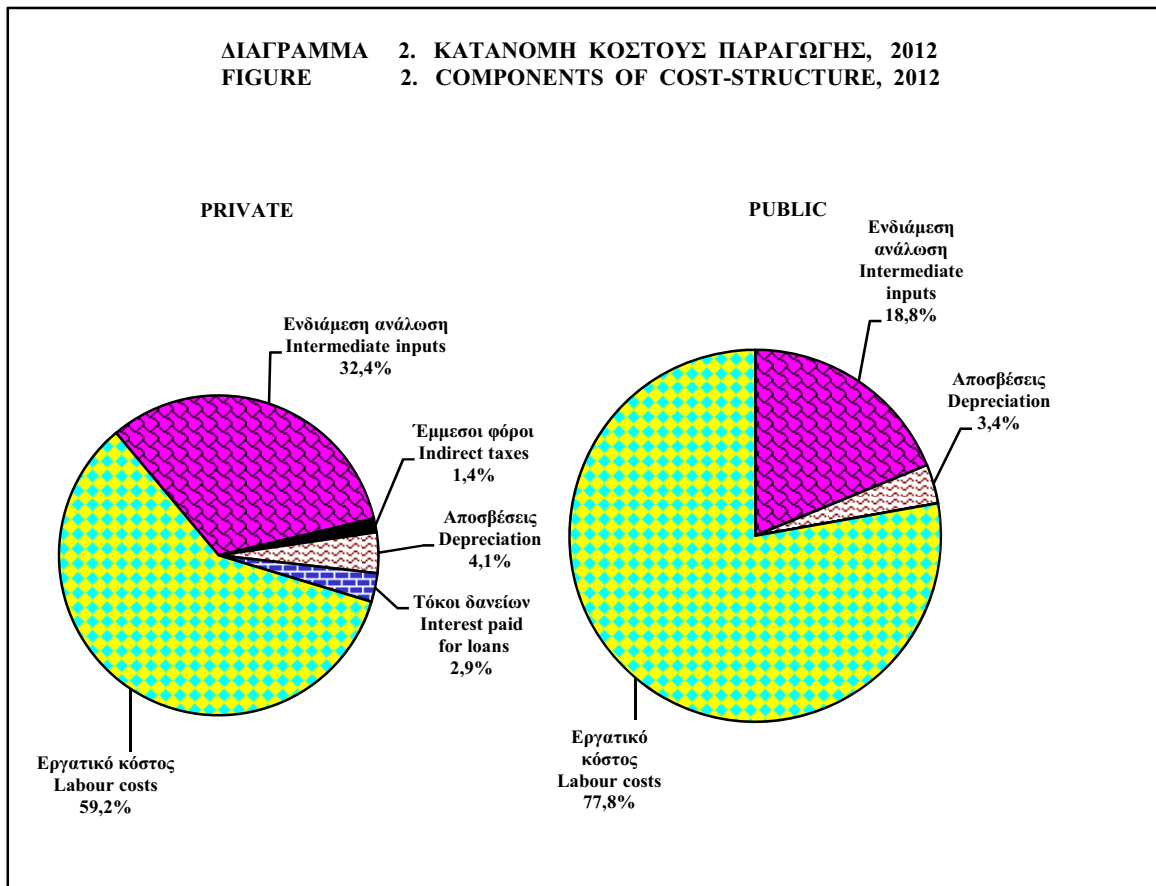 ΔΙΑΓΡΑΜΜΑ 2. ΚΑΤΑΝΟΜΗ ΚΟΣΤΟΥΣ ΠΑΡΑΓΩΓΗΣ, 2012
FIGURE 2. COMPONENTS OF COST-STRUCTURE, 2012
PRIVATE
Ενδιάμεση ανάλωση
Intermediate inputs
32,4%
Έμμεσοι φόροι
Indirect taxes
1,4%
Αποσβέσεις
Depreciation
4,1%
Τόκοι δανείων
Interest paid
for loans
2,9%
Εργατικό κόστος
Labour costs
59,2%
PUBLIC
Ενδιάμεση
ανάλωση
Intermediate
inputs
18,8%
Αποσβέσεις
Depreciation
3,4%
Εργατικό
κόστος
Labour costs
77,8%